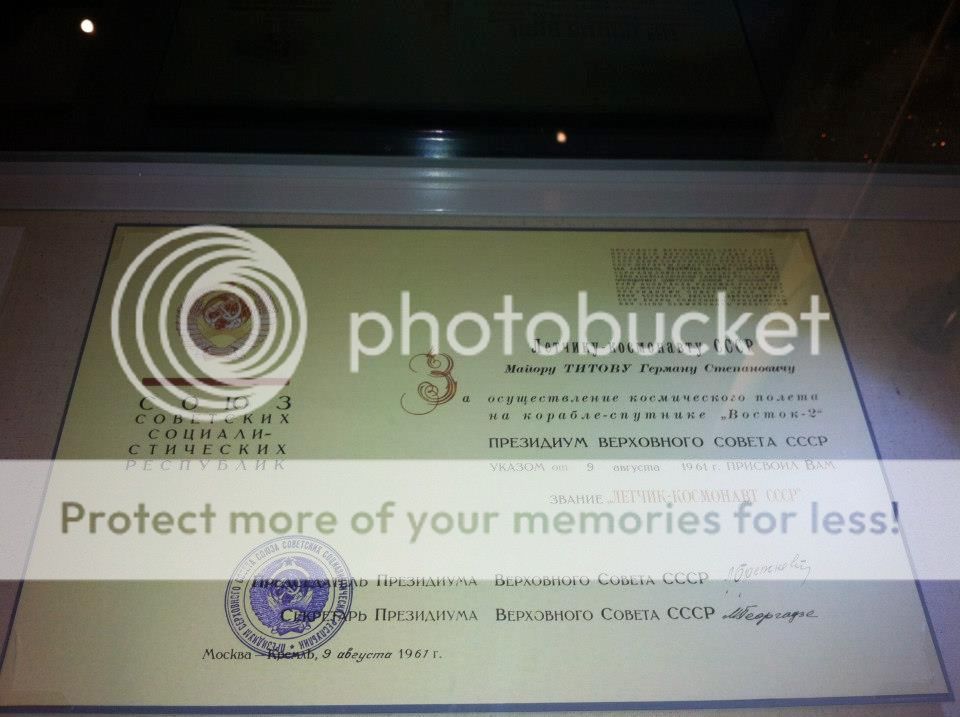 photobucket
Летчику-космонавту СССР
Майору ТИТОВУ Герману Степановичу
За осуществление космического полета
на корабле-спутнике „Восток-2“
ПРЕЗИДИУМ ВЕРХОВНОГО СОВЕТА СССР
УКАЗОМ от 9 августа 1961 г. ПРИСВОИЛ ВАМ
ЗВАНИЕ „ЛЕТЧИК-КОСМОНАВТ СССР“
СОЮЗ
СОВЕТСКИХ
СОЦИАЛИ-
СТИЧЕСКИХ
РЕСПУБЛИК
Protect more of your memories for less!
Председатель Президиума Верховного Совета СССР
Секретарь Президиума Верховного Совета СССР МГеоргадзе
Москва—Кремль, 9 августа 1961 г.